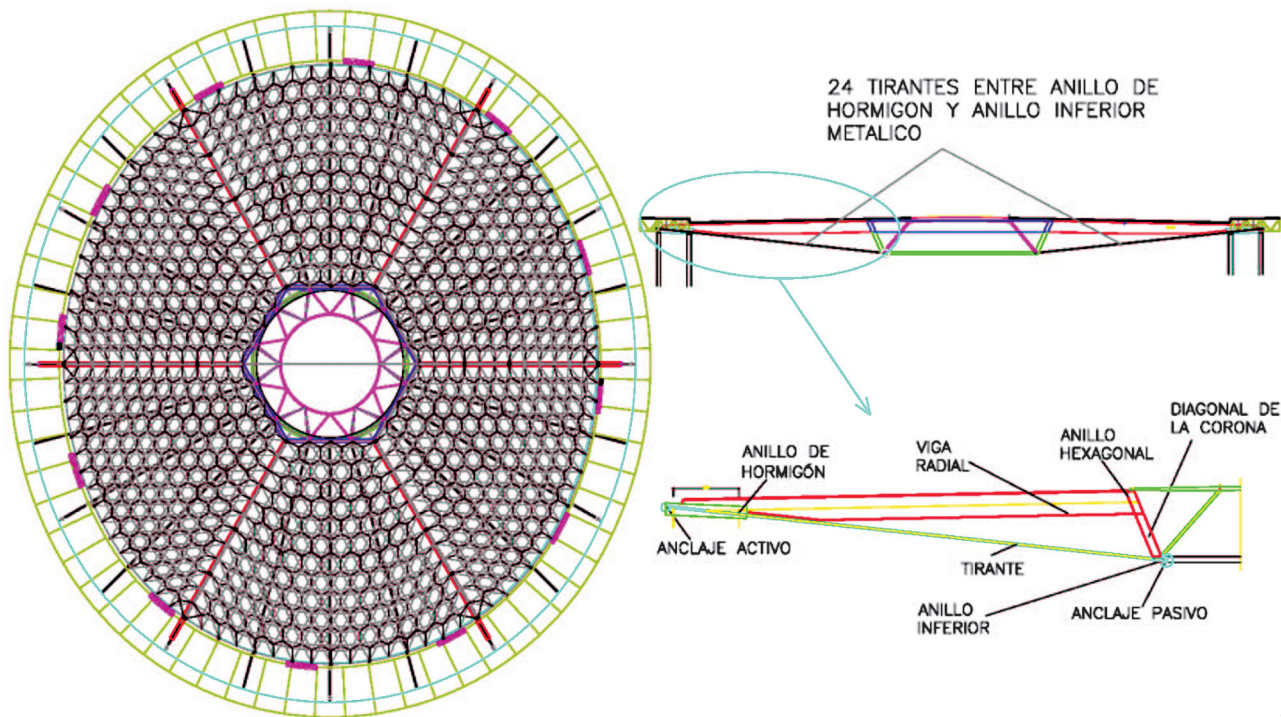 24 TIRANTES ENTRE ANILLO DE
HORMIGON Y ANILLO INFERIOR
METALICO
DIAGONAL DE
LA CORONA
ANILLO
HEXAGONAL
VIGA
RADIAL
ANILLO DE
HORMIGÓN
ANCLAJE ACTIVO
TIRANTE
ANILLO
INFERIOR
ANCLAJE PASIVO